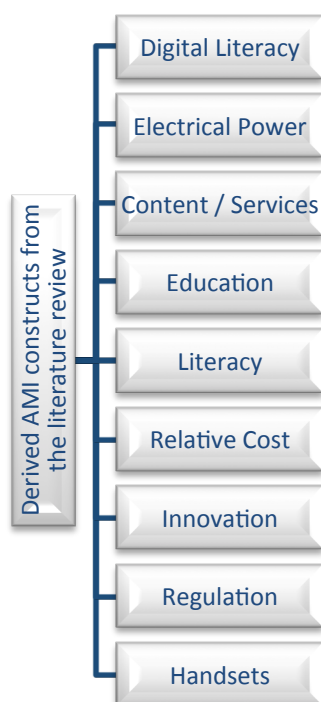 Derived AMI constructs from
the literature review
Digital Literacy
Electrical Power
Content / Services
Education
Literacy
Relative Cost
Innovation
Regulation
Handsets